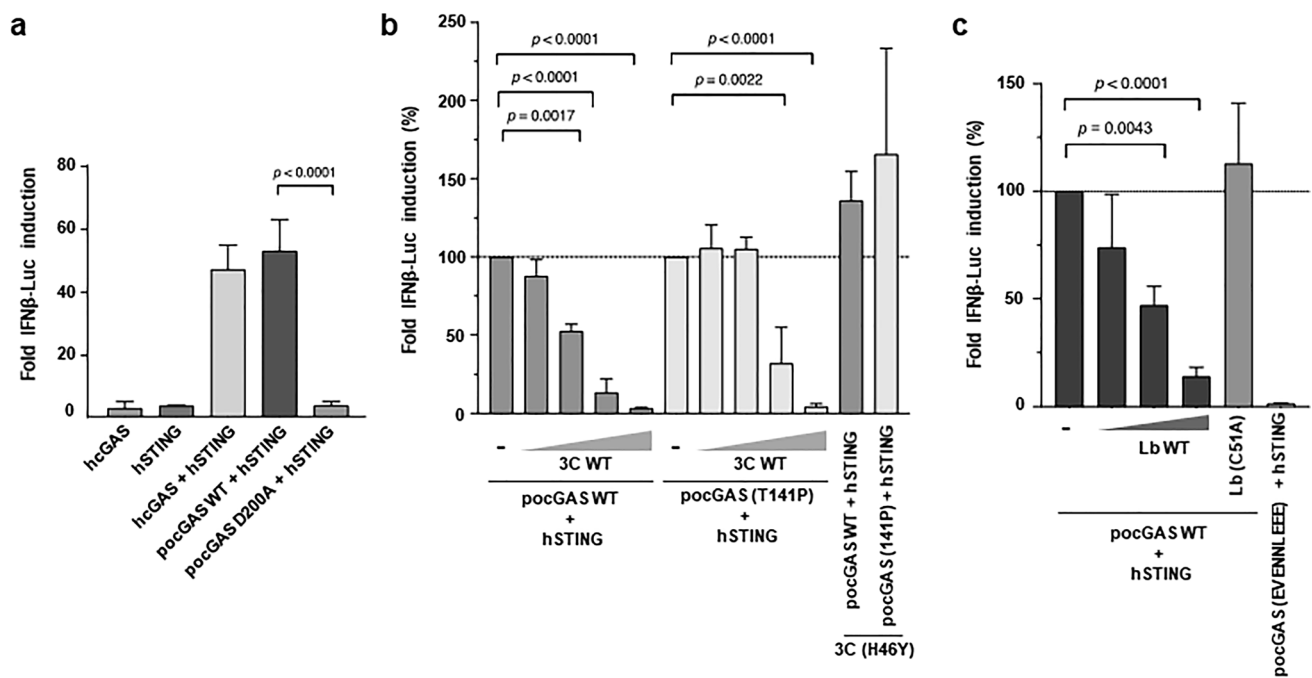 a
Fold IFNβ-Luc induction
80
60
40
20
0
p < 0.0001
hcGAS
hSTING
hcGAS + hSTING
pocGAS WT + hSTING
pocGAS D200A + hSTING
b
Fold IFNβ-Luc induction (%)
250
200
150
100
50
0
p < 0.0001
p < 0.0001
p = 0.0017
p < 0.0001
p = 0.0022
-
3C WT
pocGAS WT
+
hSTING
-
3C WT
pocGAS (T141P)
+
hSTING
pocGAS WT + hSTING
pocGAS (141P) + hSTING
3C (H46Y)
c
Fold IFNβ-Luc induction (%)
150
100
50
0
p < 0.0001
p = 0.0043
-
Lb WT
Lb (C51A)
pocGAS WT
+
hSTING
pocGAS (EVENNLEEE) + hSTING